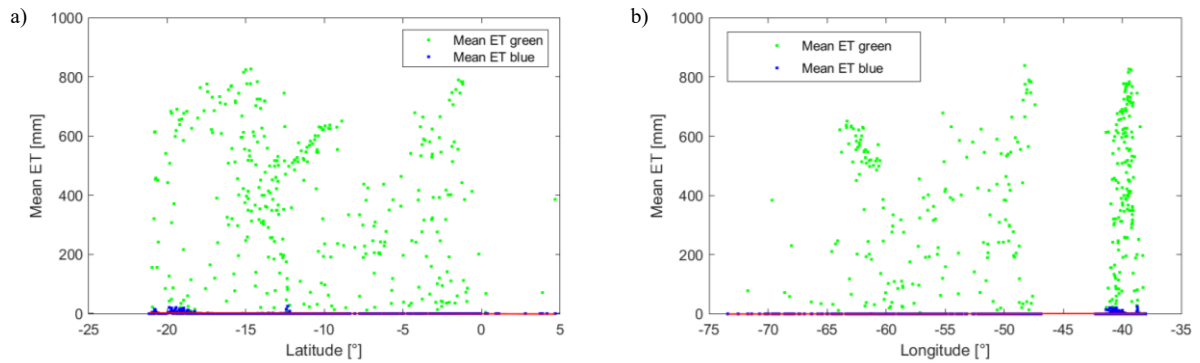 a)
1000
800
600
400
200
0
Mean ET [mm]
Mean ET green
Mean ET blue
-25
-20
-15
-10
-5
0
5
Latitude [°]
b)
1000
800
600
400
200
0
Mean ET [mm]
Mean ET green
Mean ET blue
-75
-70
-65
-60
-55
-50
-45
-40
-35
Longitude [°]